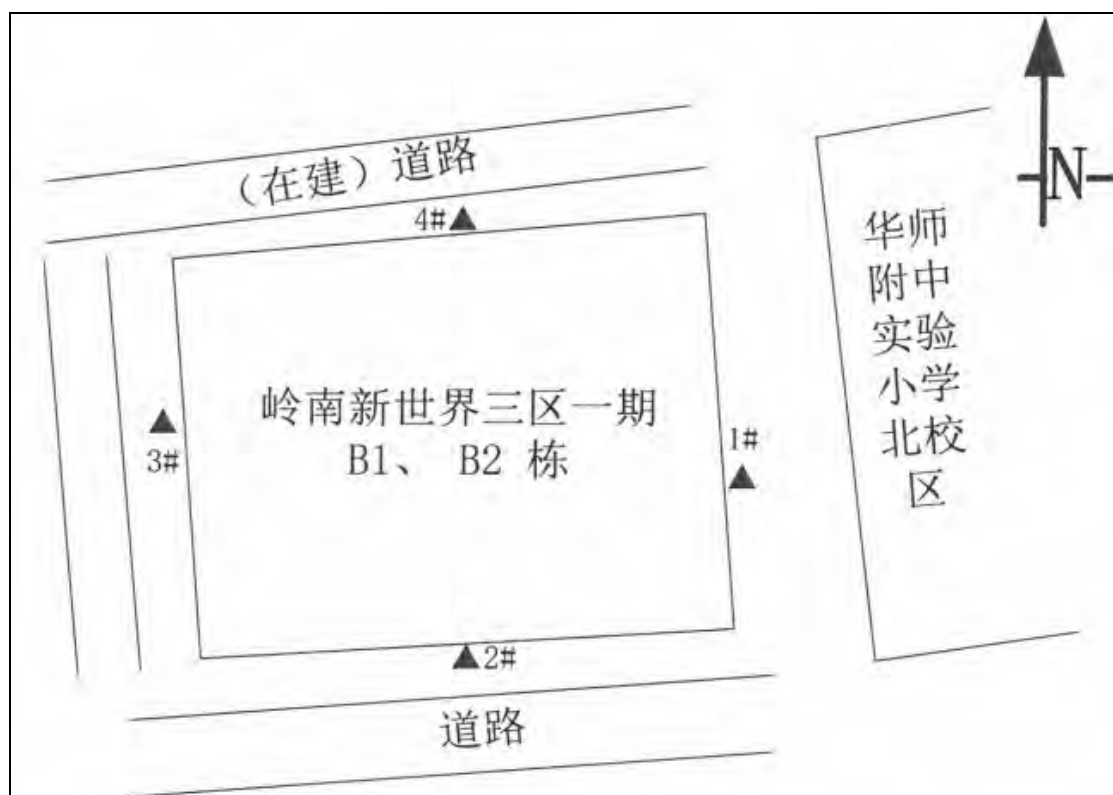 （在建）道路
4#
N
华师
附中
实验
小学
北校
区
岭南新世界三区一期
B1、 B2 栋
1#
3#
2#
道路